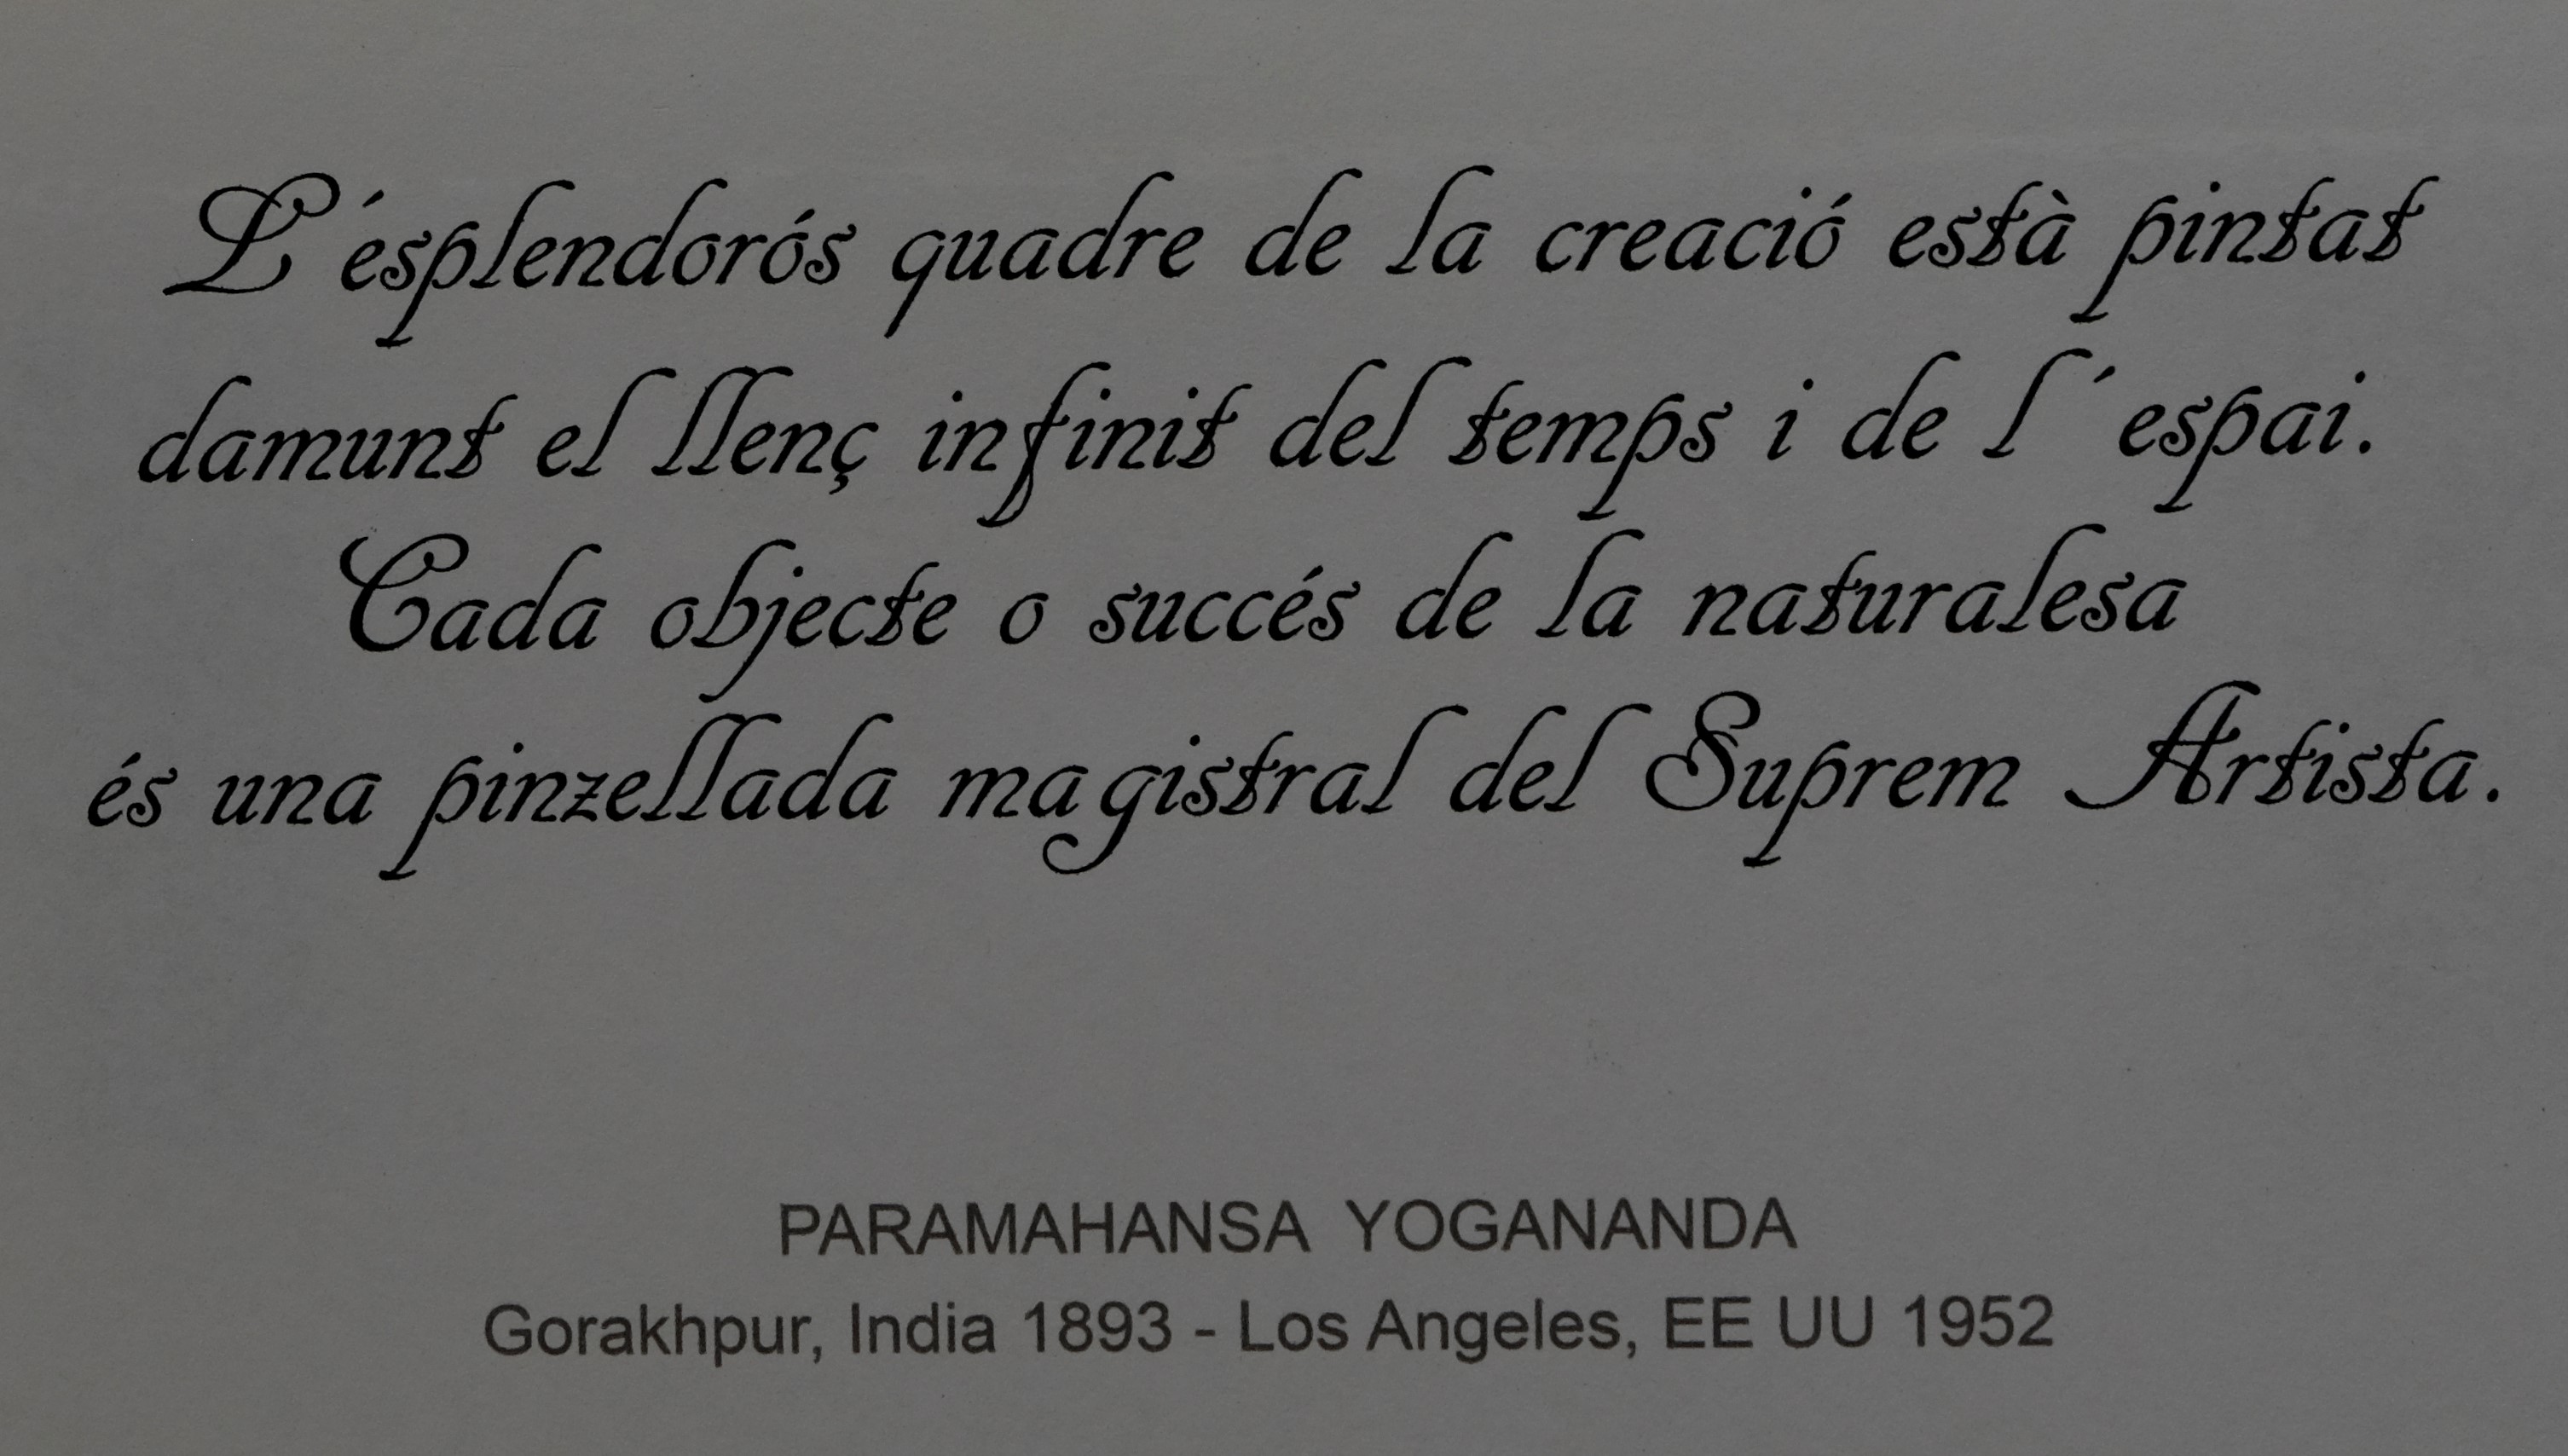 L´esplendorós quadre de la creació està pintat
damunt el llenç infinit del temps i de l´espai.
Cada objecte o succés de la naturalesa
és una pinzellada magistral del Suprem Artista.
PARAMAHANSA YOGANANDA
Gorakhpur, India 1893 - Los Angeles, EE UU 1952